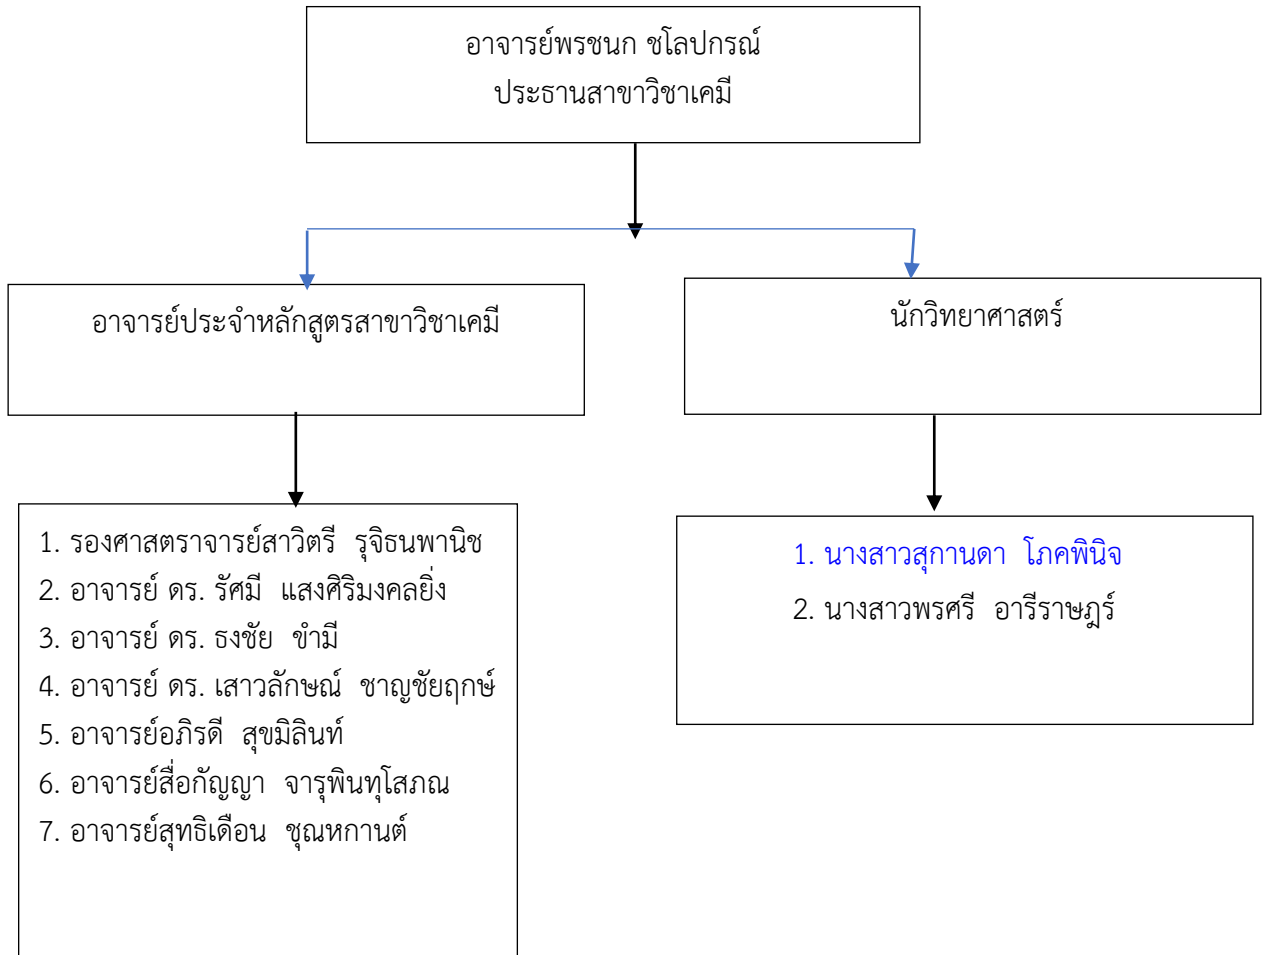 อาจารย์พรชนก ชโลปกรณ์
ประธานสาขาวิชาเคมี
อาจารย์ประจำหลักสูตรสาขาวิชาเคมี
นักวิทยาศาสตร์
1. รองศาสตราจารย์สาวิตรี รุจิธนพานิช
2. อาจารย์ ดร. รัศมี แสงศิริมงคลยิ่ง
3. อาจารย์ ดร. ธงชัย ขำมี
4. อาจารย์ ดร. เสาวลักษณ์ ชาญชัยฤกษ์
5. อาจารย์อภิรดี สุขมิลินท์
6. อาจารย์สื่อกัญญา จารุพินทุโสภณ
7. อาจารย์สุทธิเดือน ชุณหกานต์
1. นางสาวสุกานดา โภคพินิจ
2. นางสาวพรศรี อารีราษฎร์